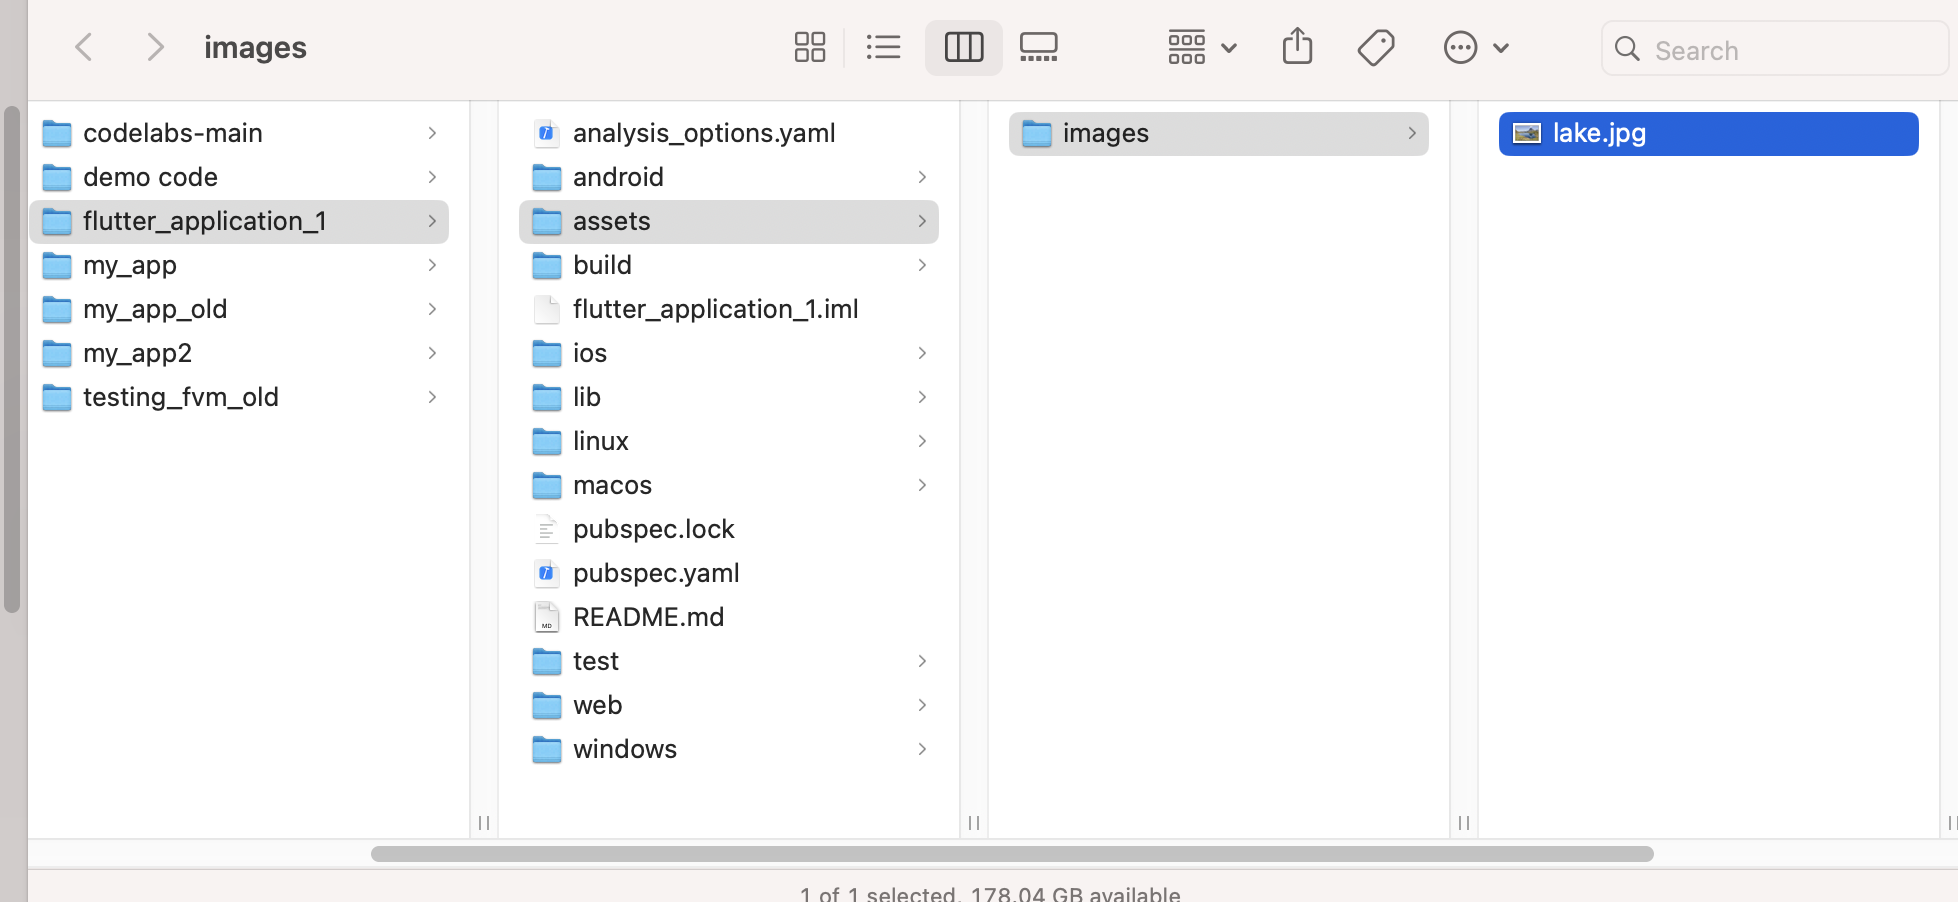 images
Search
codelabs-main
demo code
flutter_application_1
my_app
my_app_old
my_app2
testing_fvm_old
analysis_options.yaml
android
assets
build
flutter_application_1.iml
ios
lib
linux
macos
pubspec.lock
pubspec.yaml
MD
README.md
test
web
windows
images
lake.jpg
1 of 1 selected, 178.04 GB available